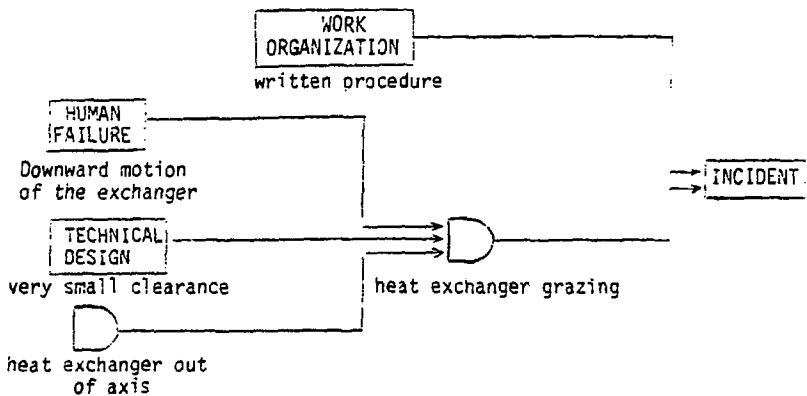 WORK
ORGANIZATION
written procedure
HUMAN
FAILURE
Downward motion
of the exchanger
INCIDENT
TECHNICAL
DESIGN
very small clearance
heat exchanger grazing
heat exchanger out
of axis